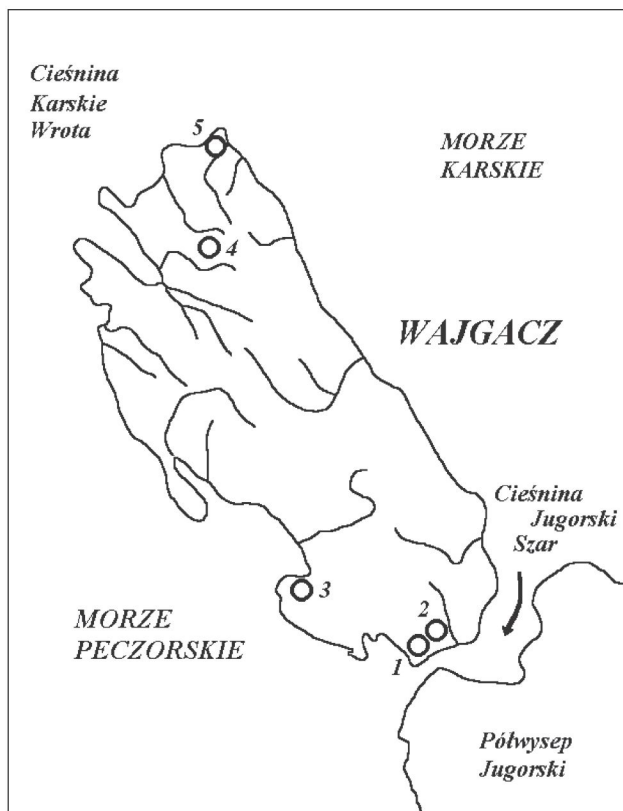 Cieśnina
Karskie
Wrota
5
MORZE
KARSKIE
4
WAJGACZ
Cieśnina
Jugorski
Szar
3
2
MORZE
PECZORSKIE
1
Półwysep
Jugorski